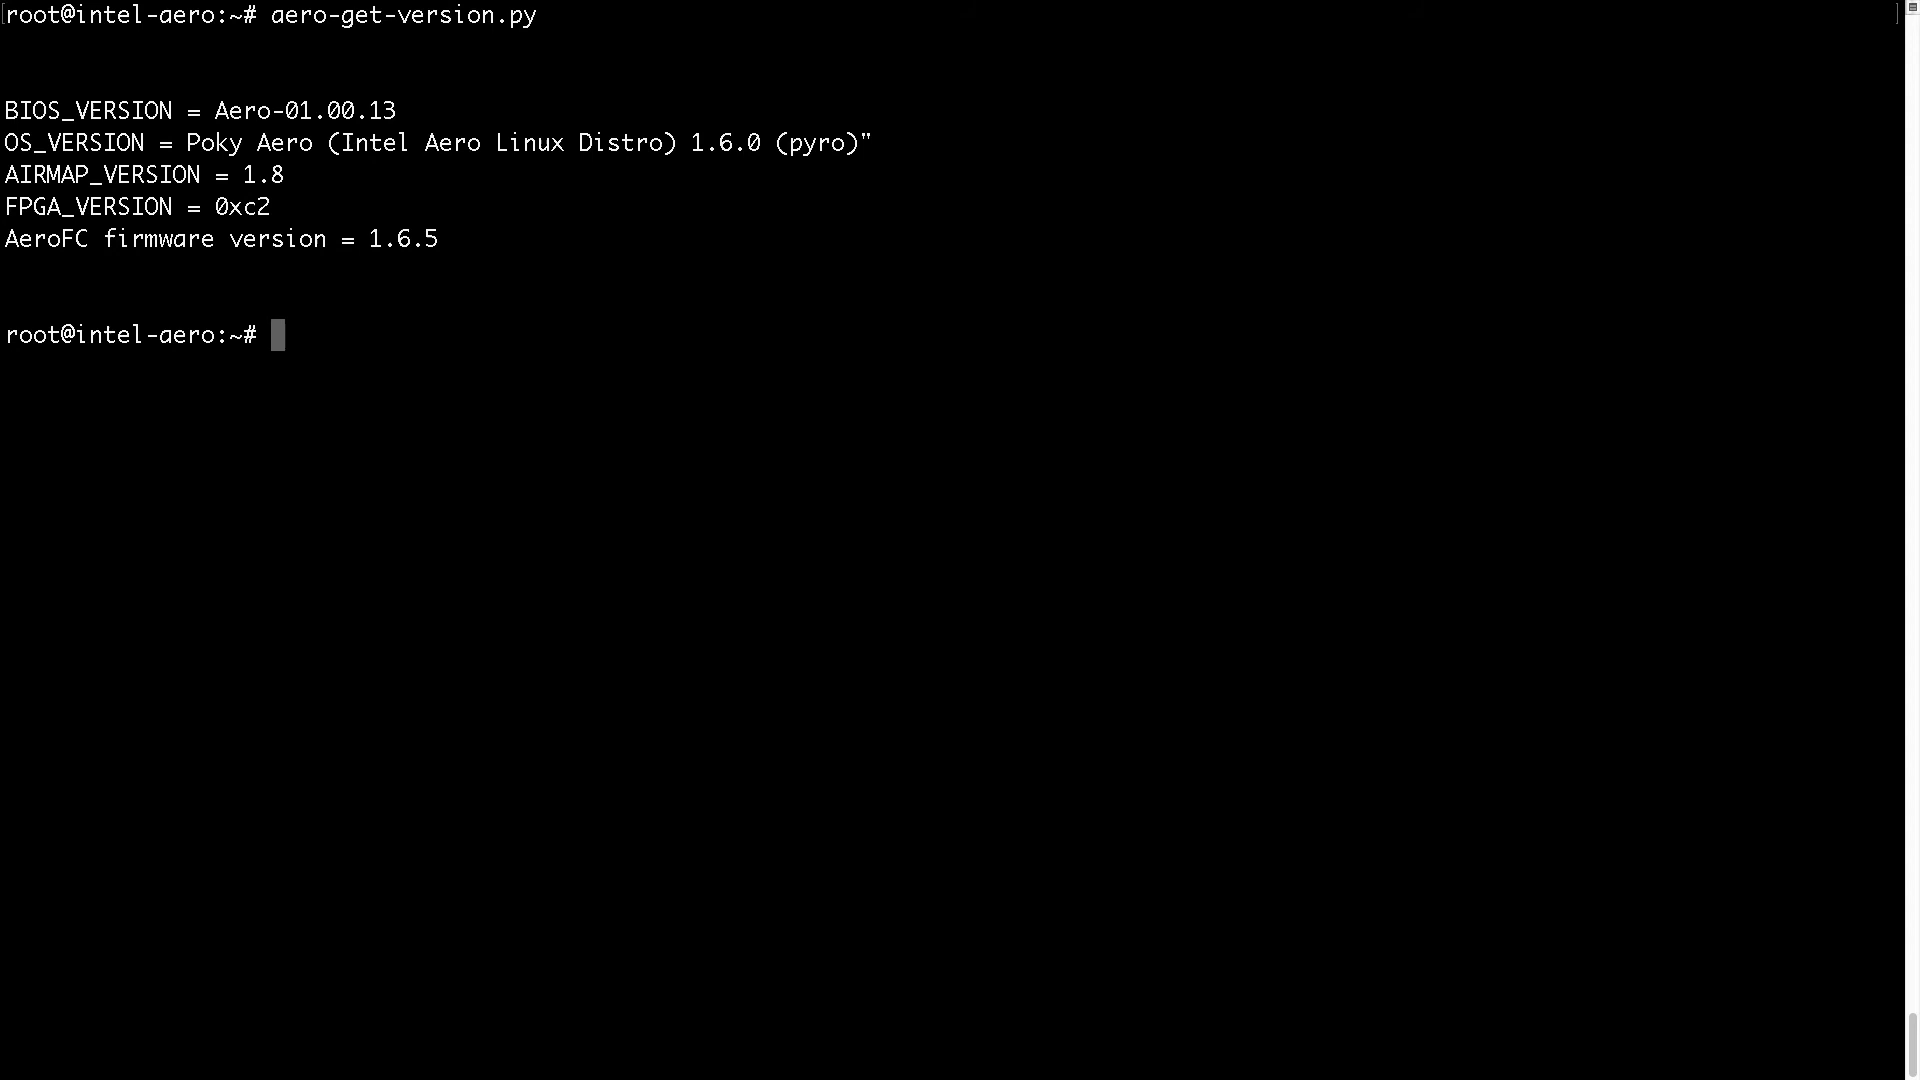 [root@intel-aero:~# aero-get-version.py ]
BIOS_VERSION = Aero-01.00.13
OS_VERSION = Poky Aero (Intel Aero Linux Distro) 1.6.0 (pyro)"
AIRMAP_VERSION = 1.8
FPGA_VERSION = 0xc2
AeroFC firmware version = 1.6.5
root@intel-aero:~#